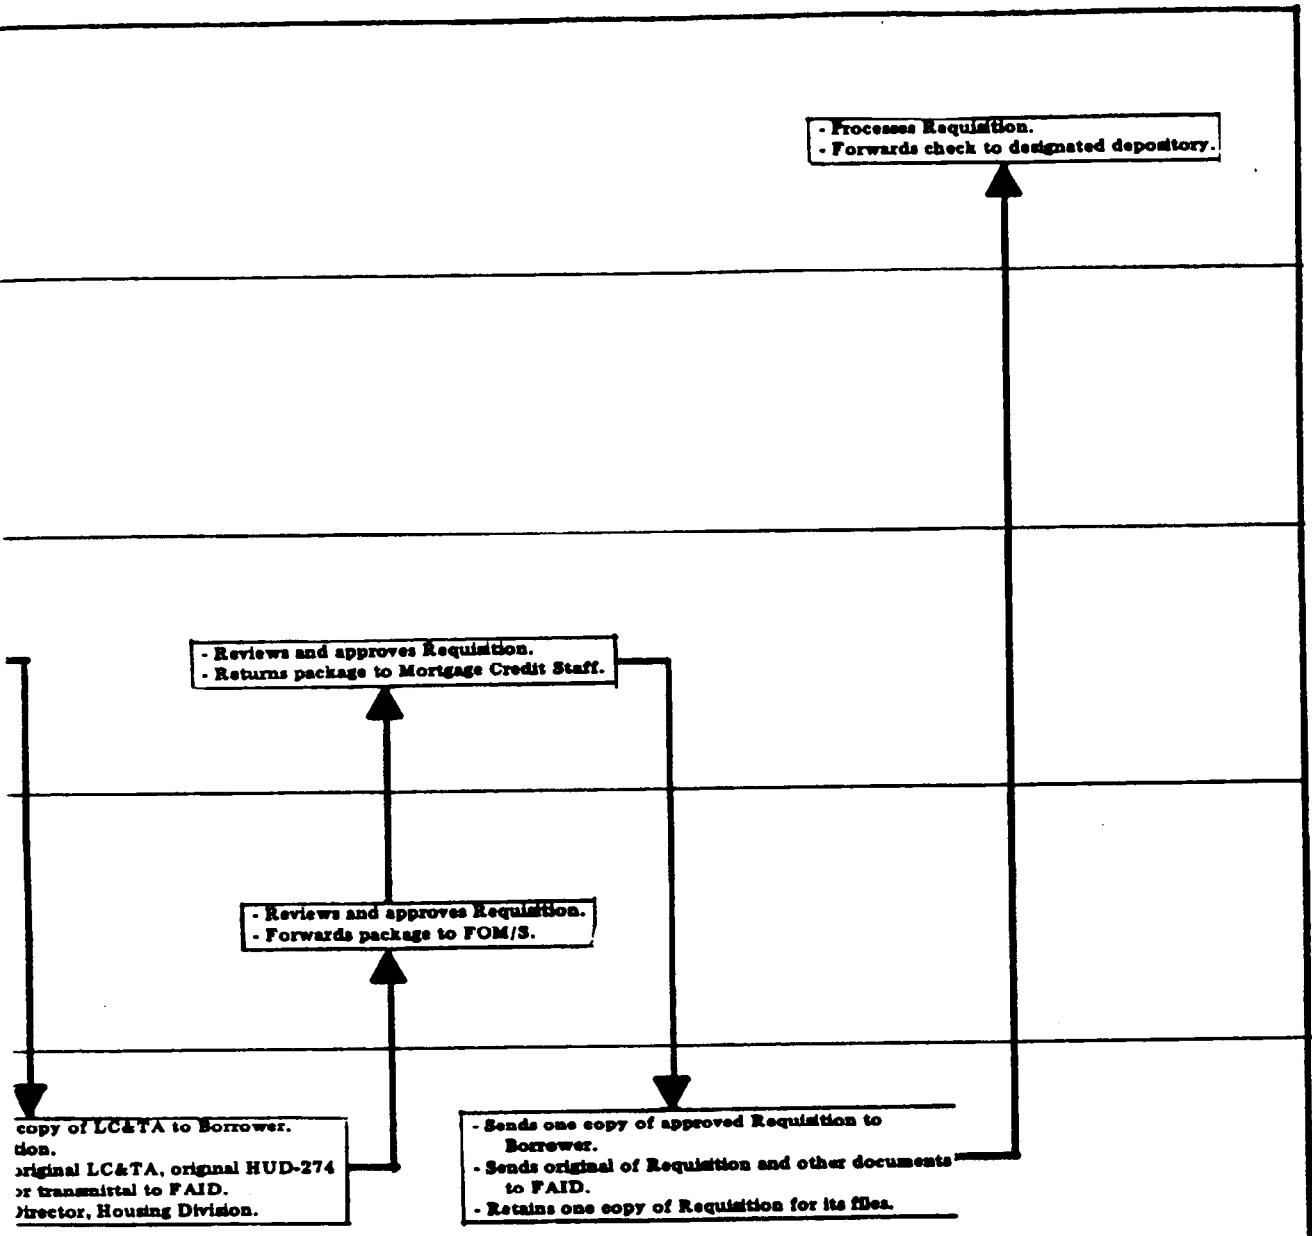 - Processes Requisition.
- Forwards check to designated depository.
- Reviews and approves Requisition.
- Returns package to Mortgage Credit Staff.
- Reviews and approves Requisition.
- Forwards package to FOM/S.
copy of LC&TA to Borrower.
tion.
original LC&TA, original HUD-274
or transmittal to FAID.
Director, Housing Division.
- Sends one copy of approved Requisition to
Borrower.
- Sends original of Requisition and other documents
to FAID.
- Retains one copy of Requisition for its files.